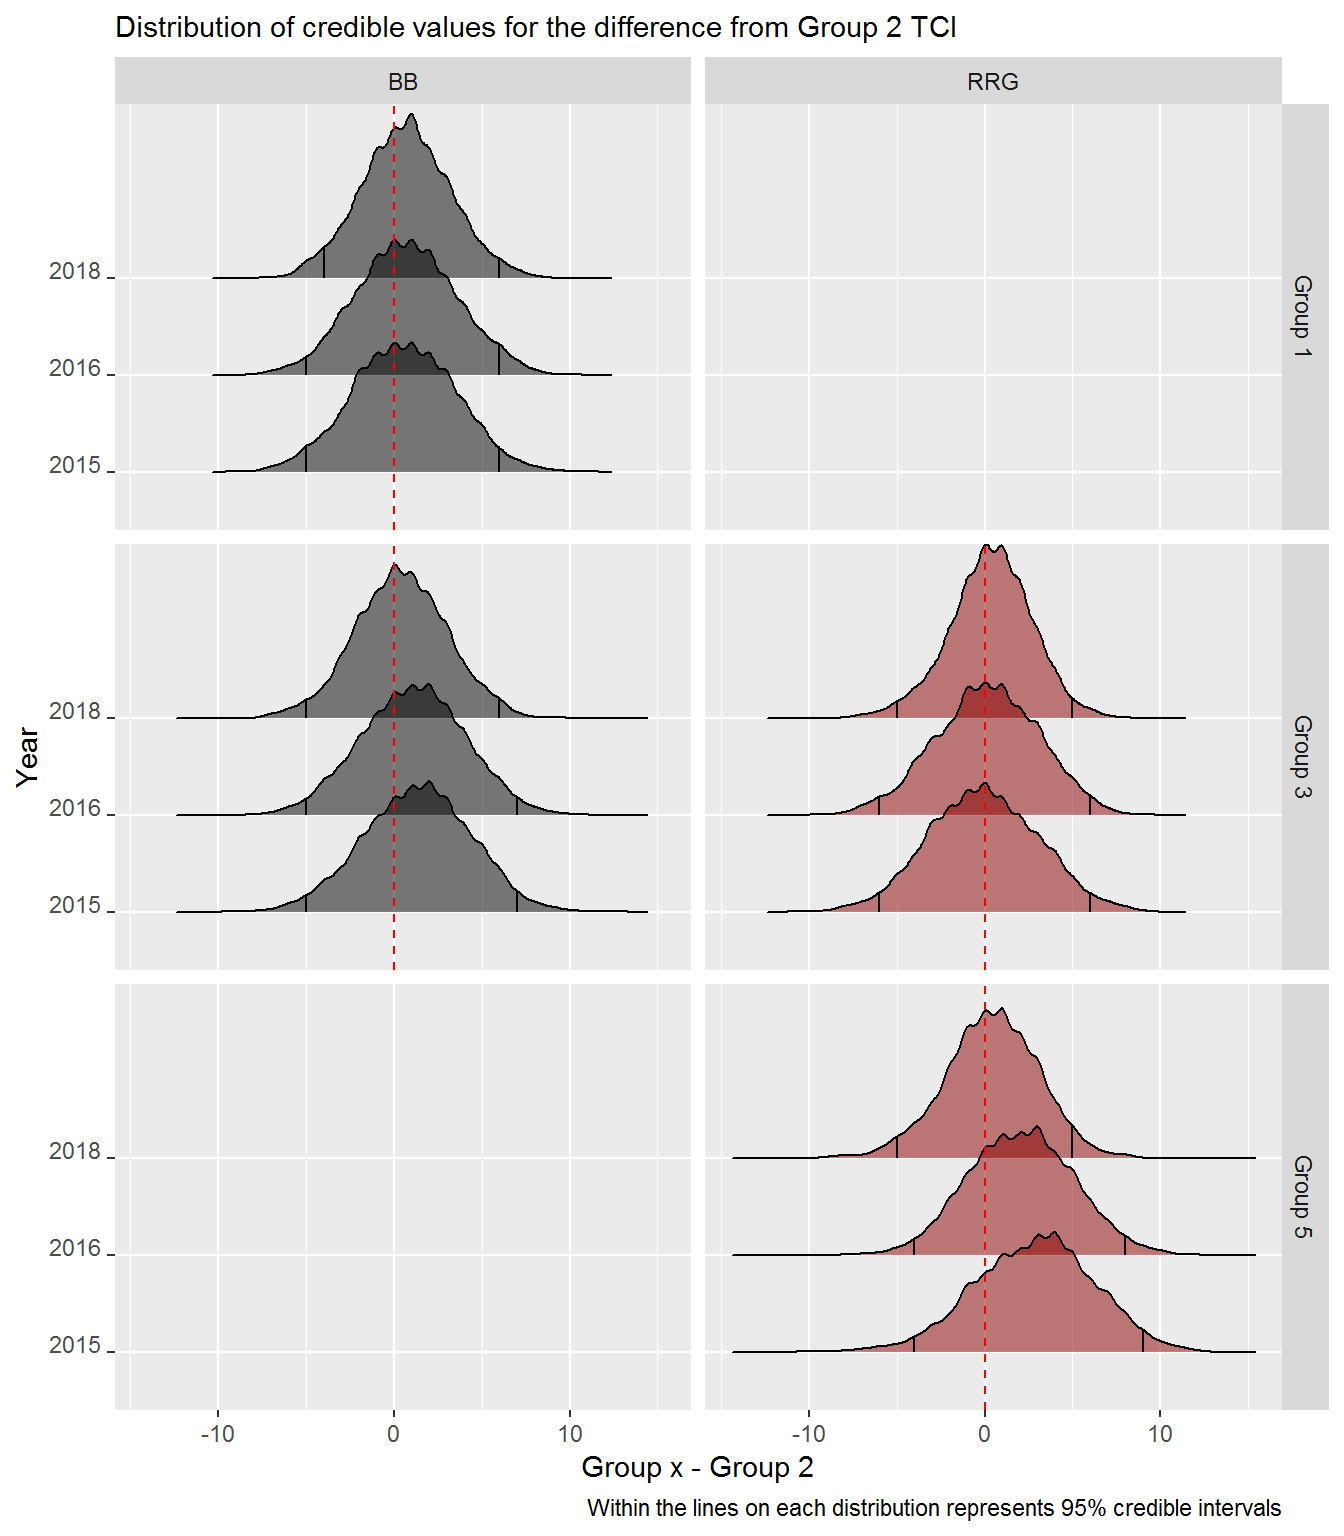 Distribution of credible values for the difference from Group 2 TCI
BB
RRG
2018
2016
2015
Group 1
2018
2016
2015
Group 3
Year
2018
2016
2015
Group 5
-10
0
10
-10
0
10
Group x - Group 2
Within the lines on each distribution represents 95% credible intervals